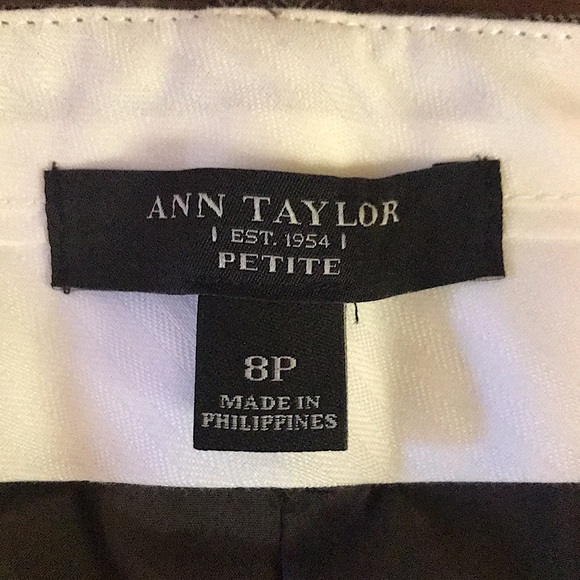 ANN TAYLOR
| EST. 1954 |
PETITE
8P
MADE IN
PHILIPPINES